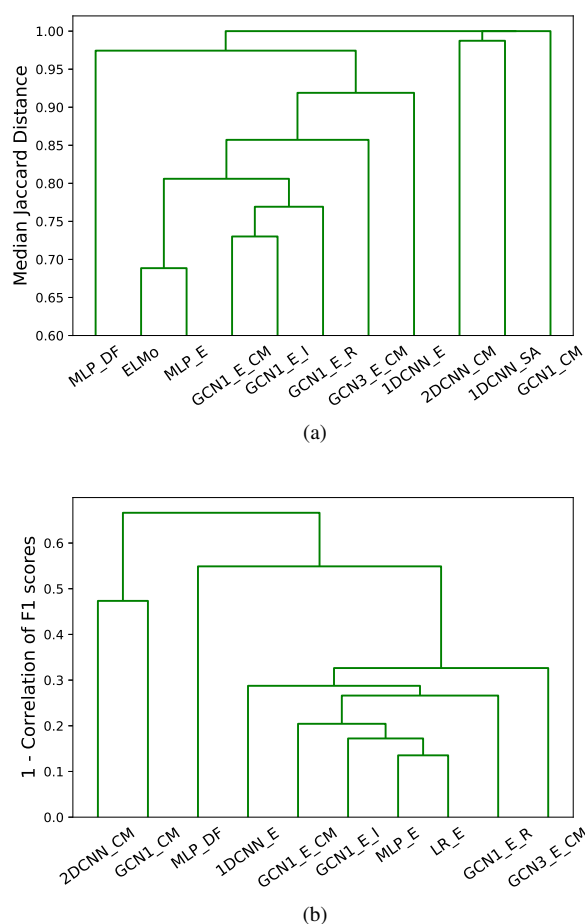 1.00
0.95
0.90
0.85
0.80
0.75
0.70
0.65
0.60
Median Jaccard Distance
MLP_DF
ELMo
MLP_E
GCN1_E_CM
GCN1_E_I
GCN1_E_R
GCN3_E_CM
1DCNN_E
2DCNN_CM
1DCNN_SA
GCN1_CM
(a)
0.6
0.5
0.4
0.3
0.2
0.1
0.0
1 - Correlation of F1 scores
2DCNN_CM
GCN1_CM
MLP_DF
1DCNN_E
GCN1_E_CM
GCN1_E_I
MLP_E
LR_E
GCN1_E_R
GCN3_E_CM
(b)